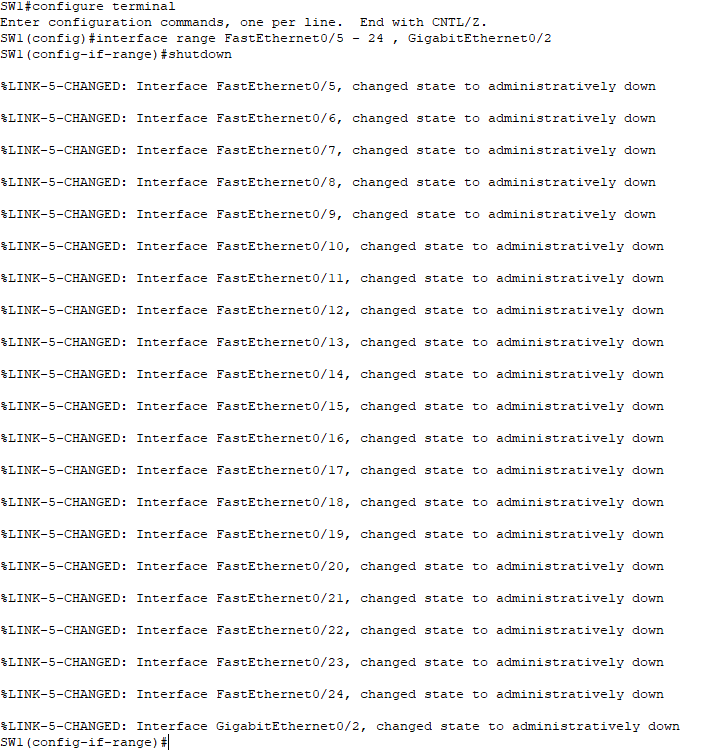 SW1#configure terminal
Enter configuration commands, one per line.  End with CNTL/Z.
SW1(config)#interface range FastEthernet0/5 - 24 , GigabitEthernet0/2
SW1(config-if-range)#shutdown
%LINK-5-CHANGED: Interface FastEthernet0/5, changed state to administratively down
%LINK-5-CHANGED: Interface FastEthernet0/6, changed state to administratively down
%LINK-5-CHANGED: Interface FastEthernet0/7, changed state to administratively down
%LINK-5-CHANGED: Interface FastEthernet0/8, changed state to administratively down
%LINK-5-CHANGED: Interface FastEthernet0/9, changed state to administratively down
%LINK-5-CHANGED: Interface FastEthernet0/10, changed state to administratively down
%LINK-5-CHANGED: Interface FastEthernet0/11, changed state to administratively down
%LINK-5-CHANGED: Interface FastEthernet0/12, changed state to administratively down
%LINK-5-CHANGED: Interface FastEthernet0/13, changed state to administratively down
%LINK-5-CHANGED: Interface FastEthernet0/14, changed state to administratively down
%LINK-5-CHANGED: Interface FastEthernet0/15, changed state to administratively down
%LINK-5-CHANGED: Interface FastEthernet0/16, changed state to administratively down
%LINK-5-CHANGED: Interface FastEthernet0/17, changed state to administratively down
%LINK-5-CHANGED: Interface FastEthernet0/18, changed state to administratively down
%LINK-5-CHANGED: Interface FastEthernet0/19, changed state to administratively down
%LINK-5-CHANGED: Interface FastEthernet0/20, changed state to administratively down
%LINK-5-CHANGED: Interface FastEthernet0/21, changed state to administratively down
%LINK-5-CHANGED: Interface FastEthernet0/22, changed state to administratively down
%LINK-5-CHANGED: Interface FastEthernet0/23, changed state to administratively down
%LINK-5-CHANGED: Interface FastEthernet0/24, changed state to administratively down
%LINK-5-CHANGED: Interface GigabitEthernet0/2, changed state to administratively down
SW1(config-if-range)#